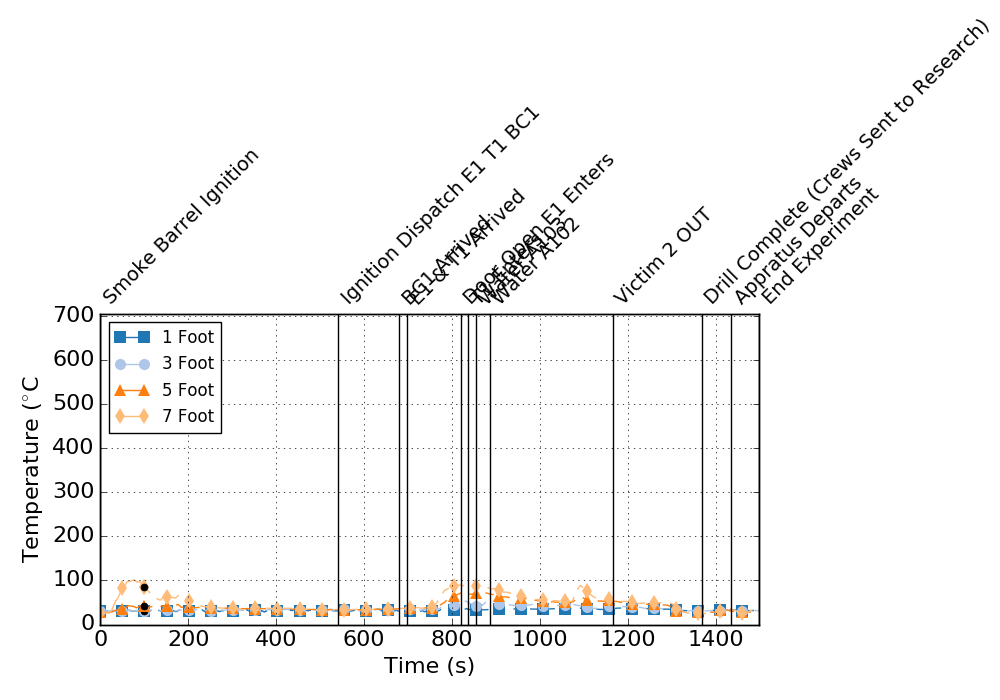 Smoke Barrel Ignition
Ignition Dispatch E1 T1 BC1
BC1 Arrived
E1 & T1 Arrived
Door Open E1 Enters
Water A103
Water A102
Victim 2 OUT
Drill Complete (Crews Sent to Research)
Appratus Departs
End Experiment
700
600
500
400
300
200
100
0
Temperature (°C
1 Foot
3 Foot
5 Foot
7 Foot
0 200 400 600 800 1000 1200 1400
Time (s)